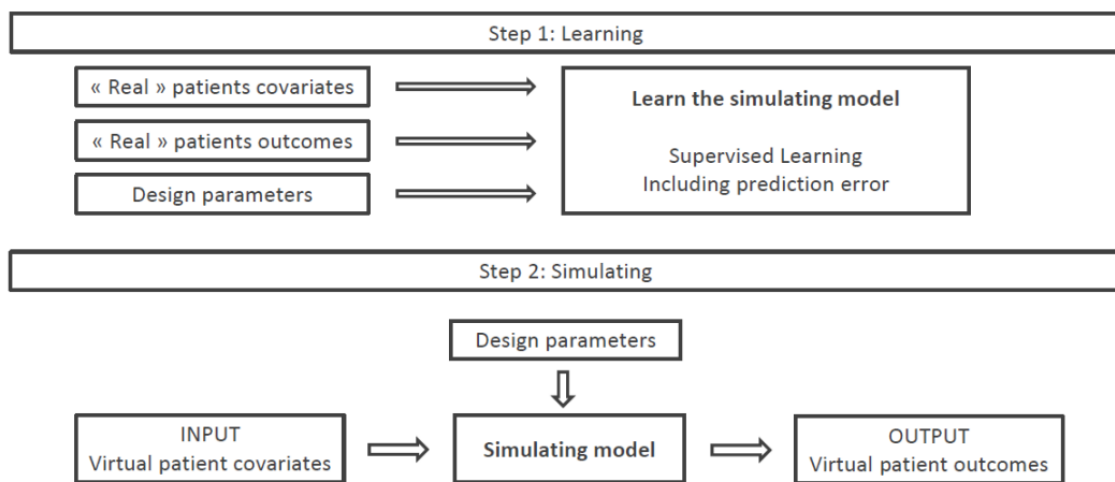 Step 1: Learning
« Real » patients covariates
« Real » patients outcomes
Design parameters
Learn the simulating model
Supervised Learning
Including prediction error
Step 2: Simulating
Design parameters
INPUT
Virtual patient covariates
Simulating model
OUTPUT
Virtual patient outcomes